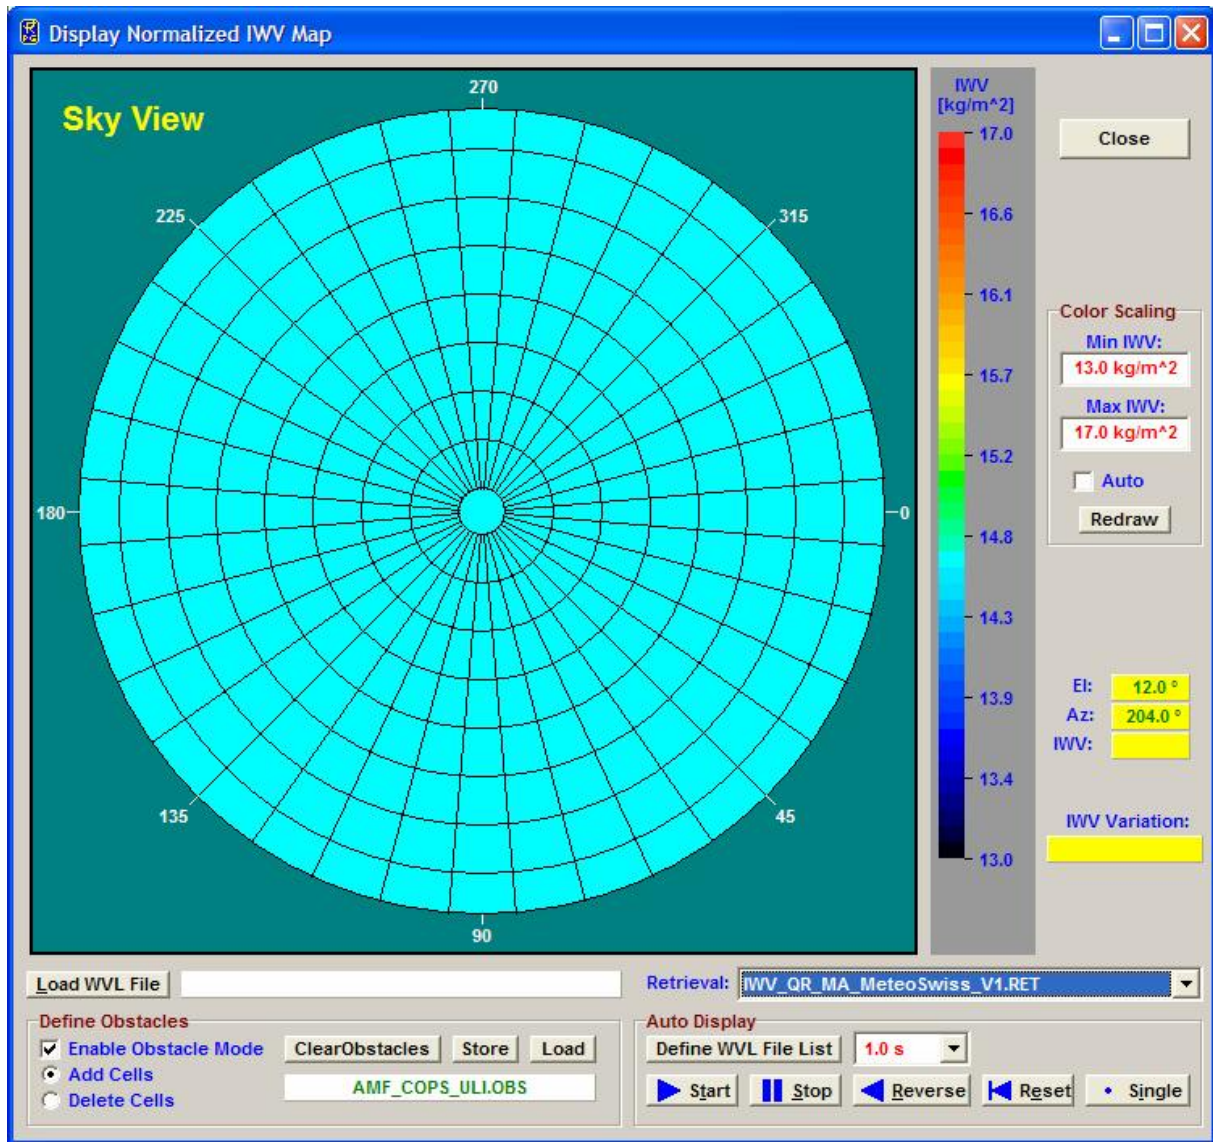 Display Normalized IWV Map
Sky View
270
225
315
180
0
135
45
90
IWV
[kg/m^2]
17.0
16.6
16.1
15.7
15.2
14.8
14.3
13.9
13.4
13.0
Close
Color Scaling
Min IWV:
13.0 kg/m^2
Max IWV:
17.0 kg/m^2
Auto
Redraw
El: 12.0 °
Az: 204.0 °
IWV:
IWV Variation:
Load WVL File
Retrieval: IWV_QR_MA_MeteoSwiss_V1.RET
Define Obstacles
Enable Obstacle Mode ClearObstacles Store Load
Add Cells
AMF_COPS_ULI.OBS
Delete Cells
Auto Display
Define WVL File List 1.0 s
Start Stop Reverse Reset Single